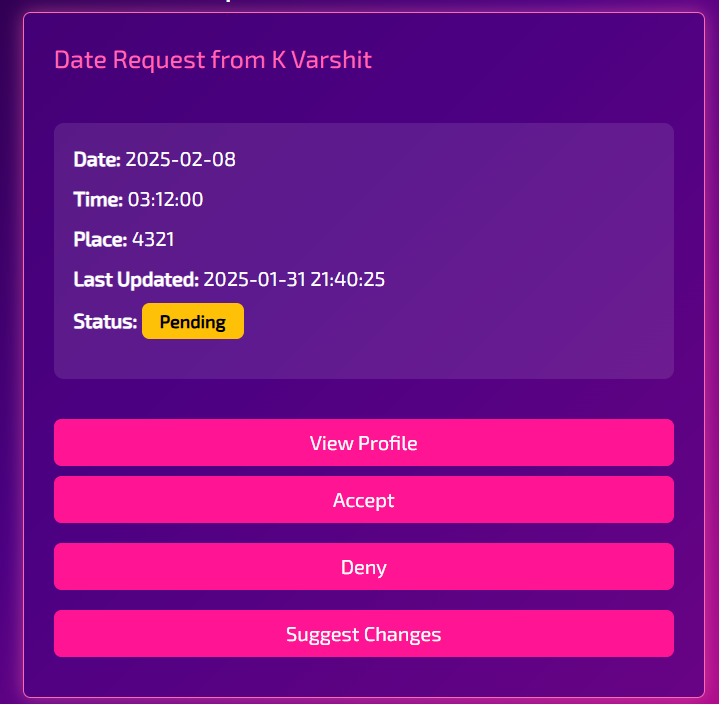 Date Request from K Varshit
Date: 2025-02-08
Time: 03:12:00
Place: 4321
Last Updated: 2025-01-31 21:40:25
Status: Pending
View Profile
Accept
Deny
Suggest Changes